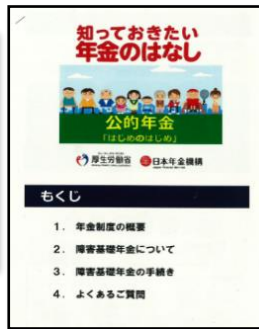 知っておきたい
年金のはなし
公的年金
「はじめのはじめ」
厚生労働省 日本年金機構
もくじ
1. 年金制度の概要
2. 障害基礎年金について
3. 障害基礎年金の手続き
4. よくあるご質問